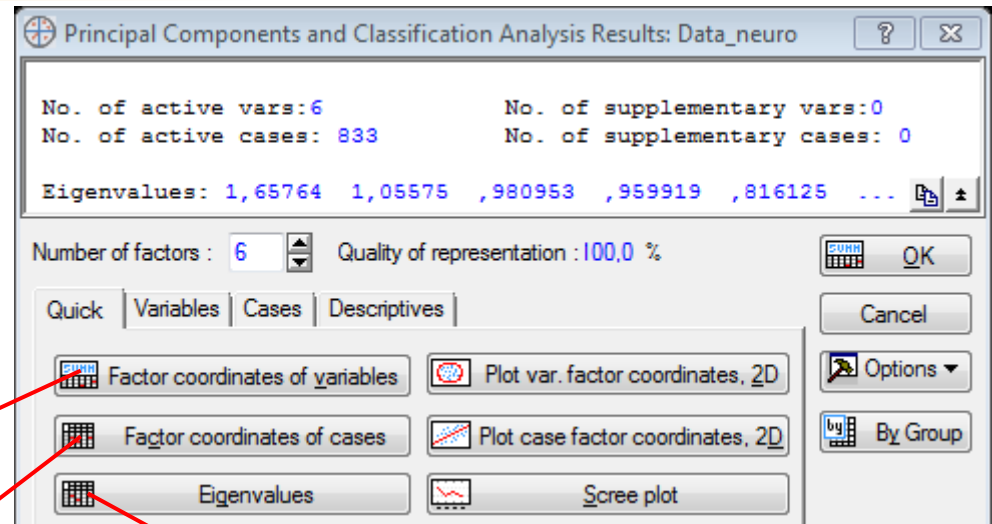 Principal Components and Classification Analysis Results: Data_neuro
No. of active vars:6 No. of supplementary vars:0
No. of active cases: 833 No. of supplementary cases: 0
Eigenvalues: 1,65764 1,05575 ,980953 ,959919 ,816125 ...
Number of factors : 6 Quality of representation : 100,0 %
OK
Quick Variables Cases Descriptives
Cancel
Factor coordinates of variables Plot var. factor coordinates, 2D
Options
Factor coordinates of cases Plot case factor coordinates, 2D
By Group
Eigenvalues Scree plot